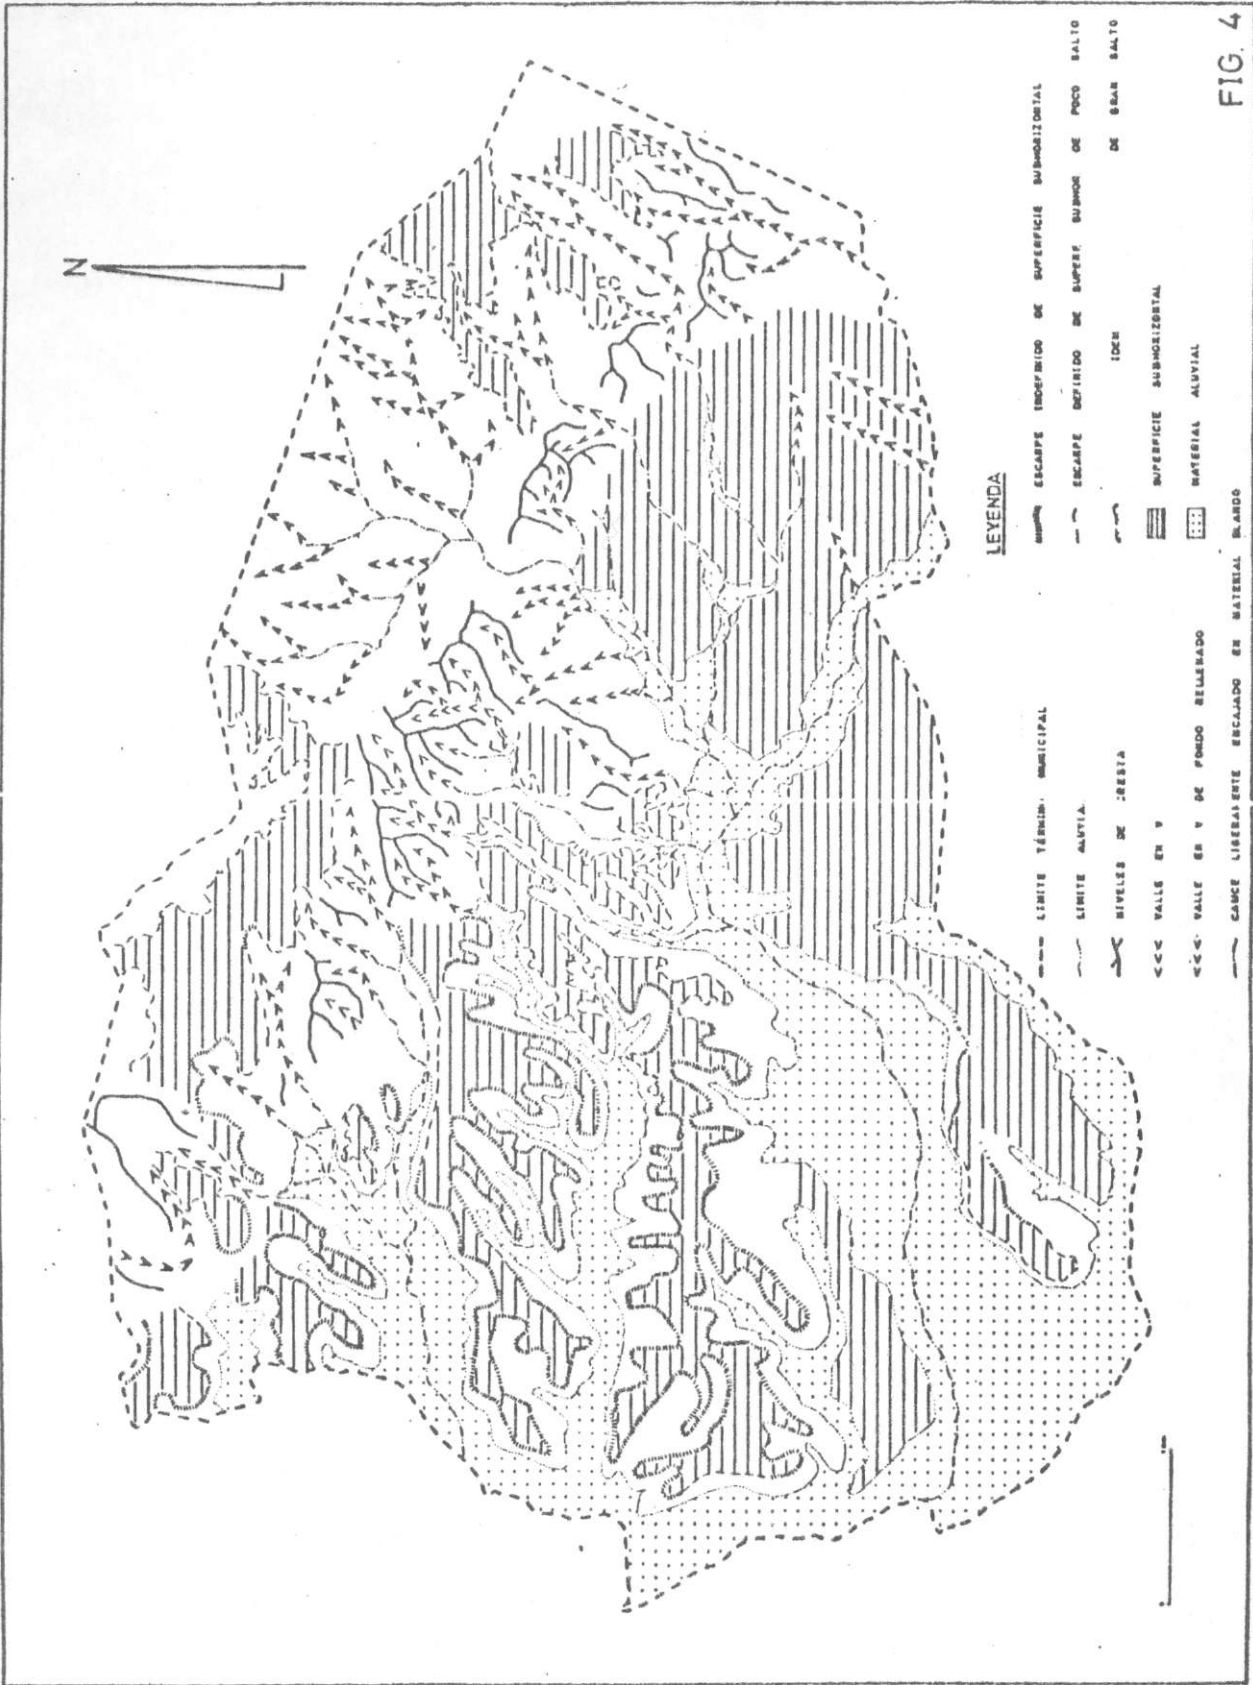 N
LEYENDA
LIMITE TÉRMINO MUNICIPAL
LIMITE ALUVIAL
NIVELES DE CRESTA
<<< VALLE EN V
<<< VALLE EN V DE FONDO RELLENADO
CAUCE LIGERAMENTE ENCAJADO EN MATERIAL BLANDO
ESCARPE INDEFINIDO DE SUPERFICIE SUBHORIZONTAL
ESCARPE DEFINIDO DE SUPERF. SUBHOR DE POCO SALTO
IDEM DE GRAN SALTO
SUPERFICIE SUBHORIZONTAL
MATERIAL ALUVIAL
FIG. 4